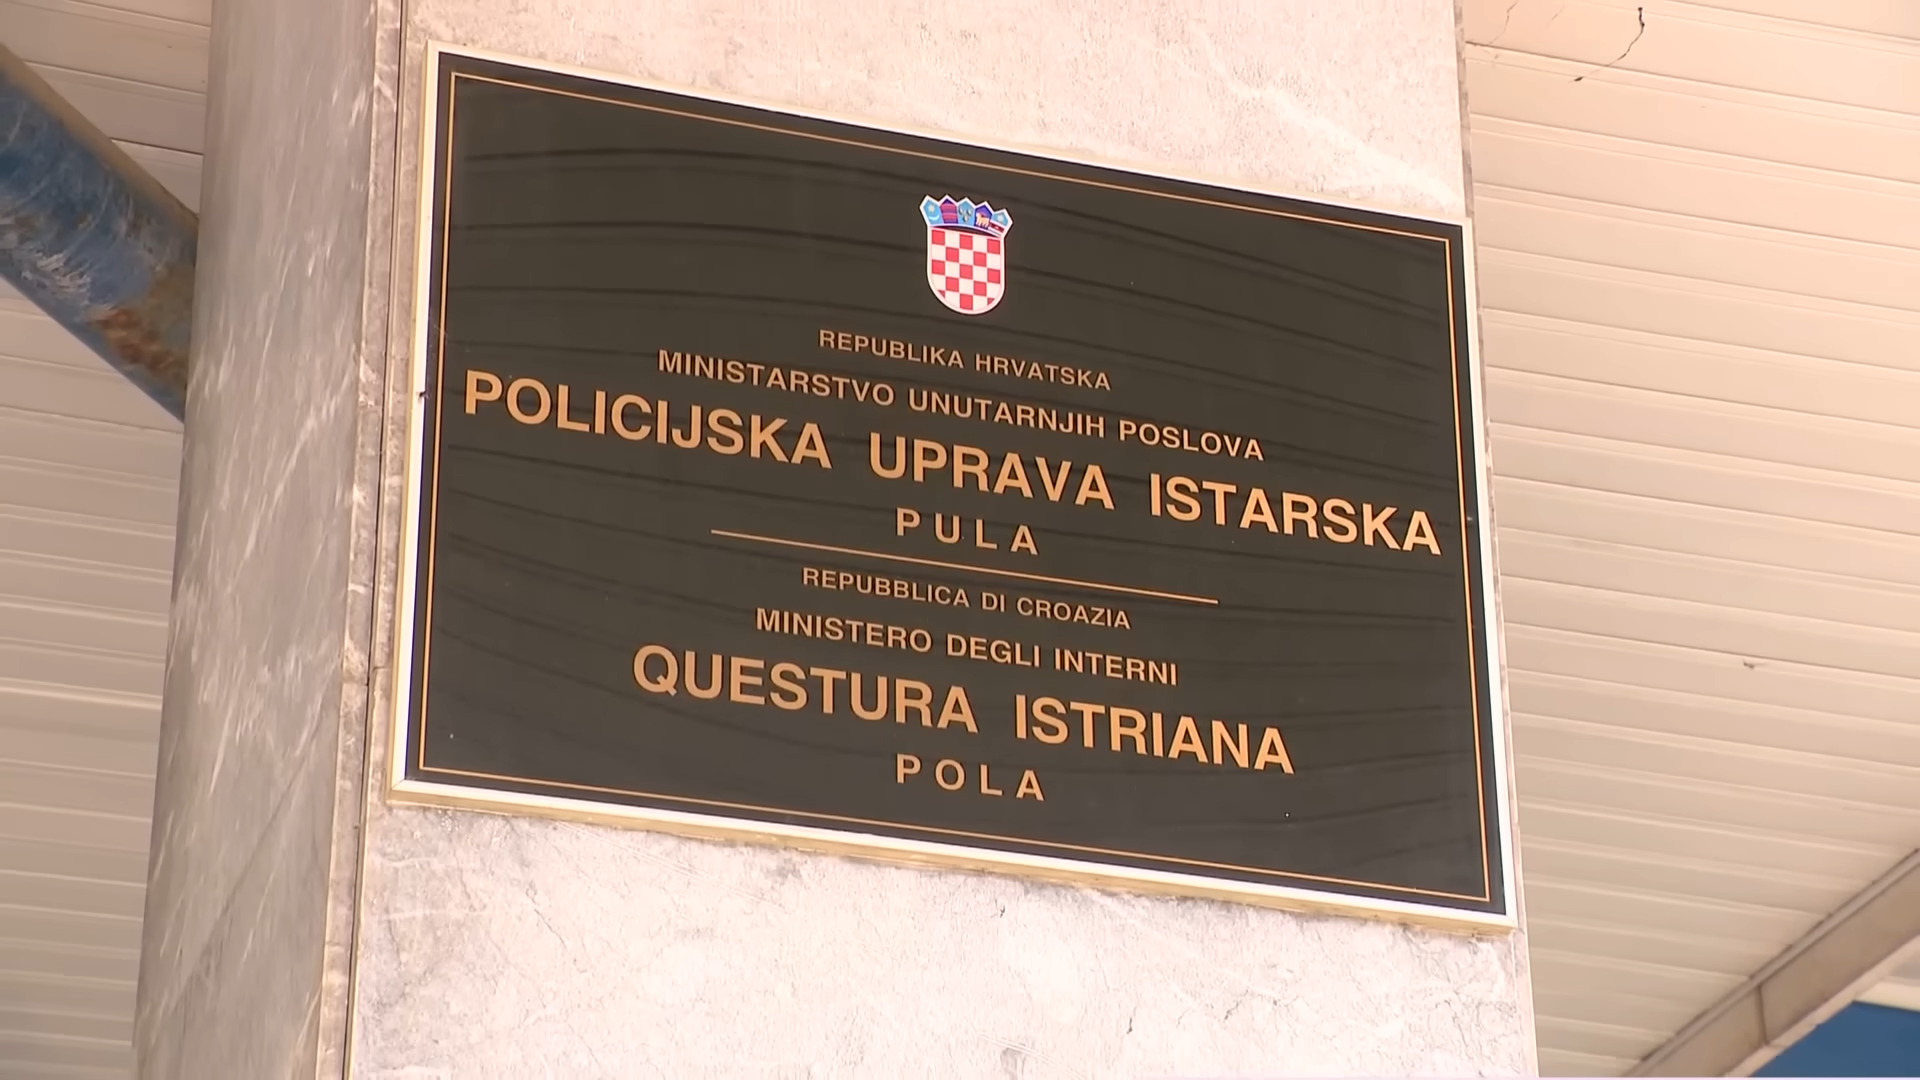 REPUBLIKA HRVATSKA
MINISTARSTVO UNUTARNJIH POSLOVA
POLICIJSKA UPRAVA ISTARSKA
PULA
REPUBBLICA DI CROAZIA
MINISTERO DEGLI INTERNI
QUESTURA ISTRIANA
POLA